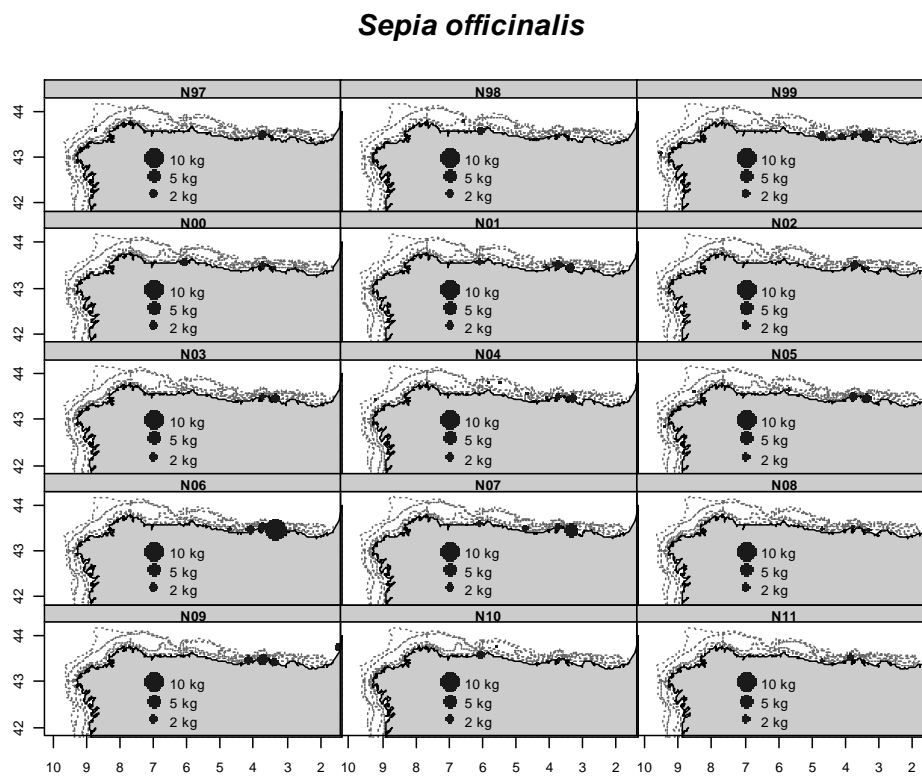 Sepia officinalis
N97 N98 N99
44
43
42
10 kg 10 kg 10 kg
5 kg 5 kg 5 kg
2 kg 2 kg 2 kg
N00 N01 N02
44
43
42
10 kg 10 kg 10 kg
5 kg 5 kg 5 kg
2 kg 2 kg 2 kg
N03 N04 N05
44
43
42
10 kg 10 kg 10 kg
5 kg 5 kg 5 kg
2 kg 2 kg 2 kg
N06 N07 N08
44
43
42
10 kg 10 kg 10 kg
5 kg 5 kg 5 kg
2 kg 2 kg 2 kg
N09 N10 N11
44
43
42
10 kg 10 kg 10 kg
5 kg 5 kg 5 kg
2 kg 2 kg 2 kg
10 9 8 7 6 5 4 3 2 10 9 8 7 6 5 4 3 2 10 9 8 7 6 5 4 3 2